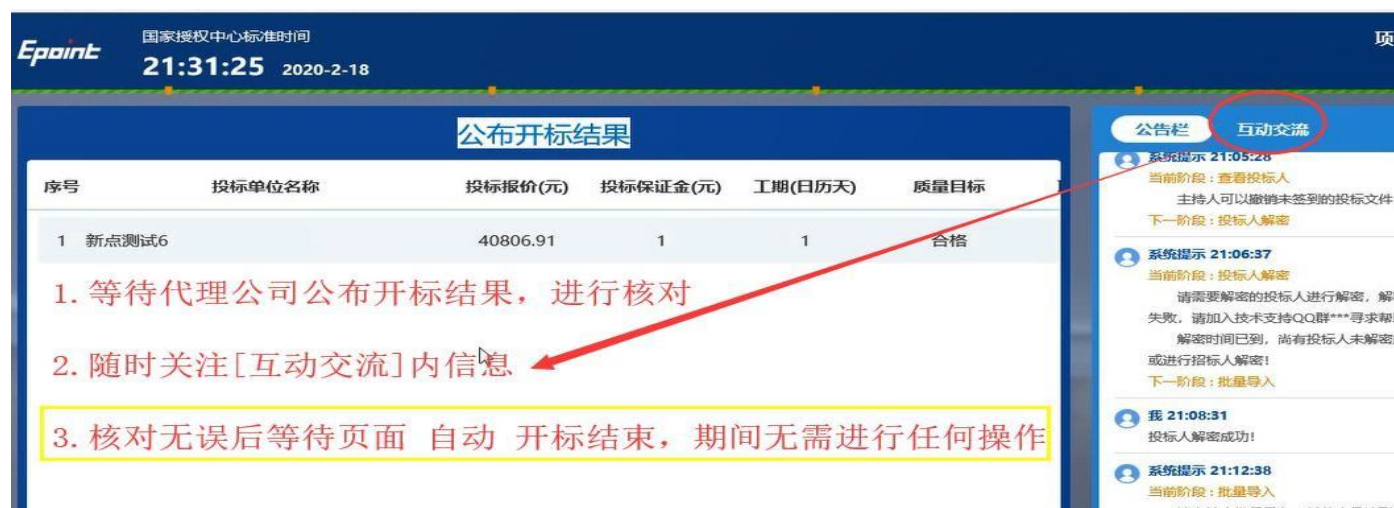 Epoint
国家授权中心标准时间
21:31:25 2020-2-18
项
公布开标结果
序号 投标单位名称 投标报价(元) 投标保证金(元) 工期(日历天) 质量目标
1 新点测试6 40806.91 1 1 合格
1. 等待代理公司公布开标结果，进行核对
2. 随时关注[互动交流]内信息
3. 核对无误后等待页面 自动 开标结束，期间无需进行任何操作
公告栏 互动交流
系统提示 21:05:28
当前阶段：查看投标人
主持人可以撤销未签到的投标文件
下一阶段：投标人解密
系统提示 21:06:37
当前阶段：投标人解密
请需要解密的投标人进行解密，解
失败，请加入技术支持QQ群***寻求帮
解密时间已到，尚有投标人未解密
或进行招标人解密！
下一阶段：批量导入
我 21:08:31
投标人解密成功!
系统提示 21:12:38
当前阶段：批量导入